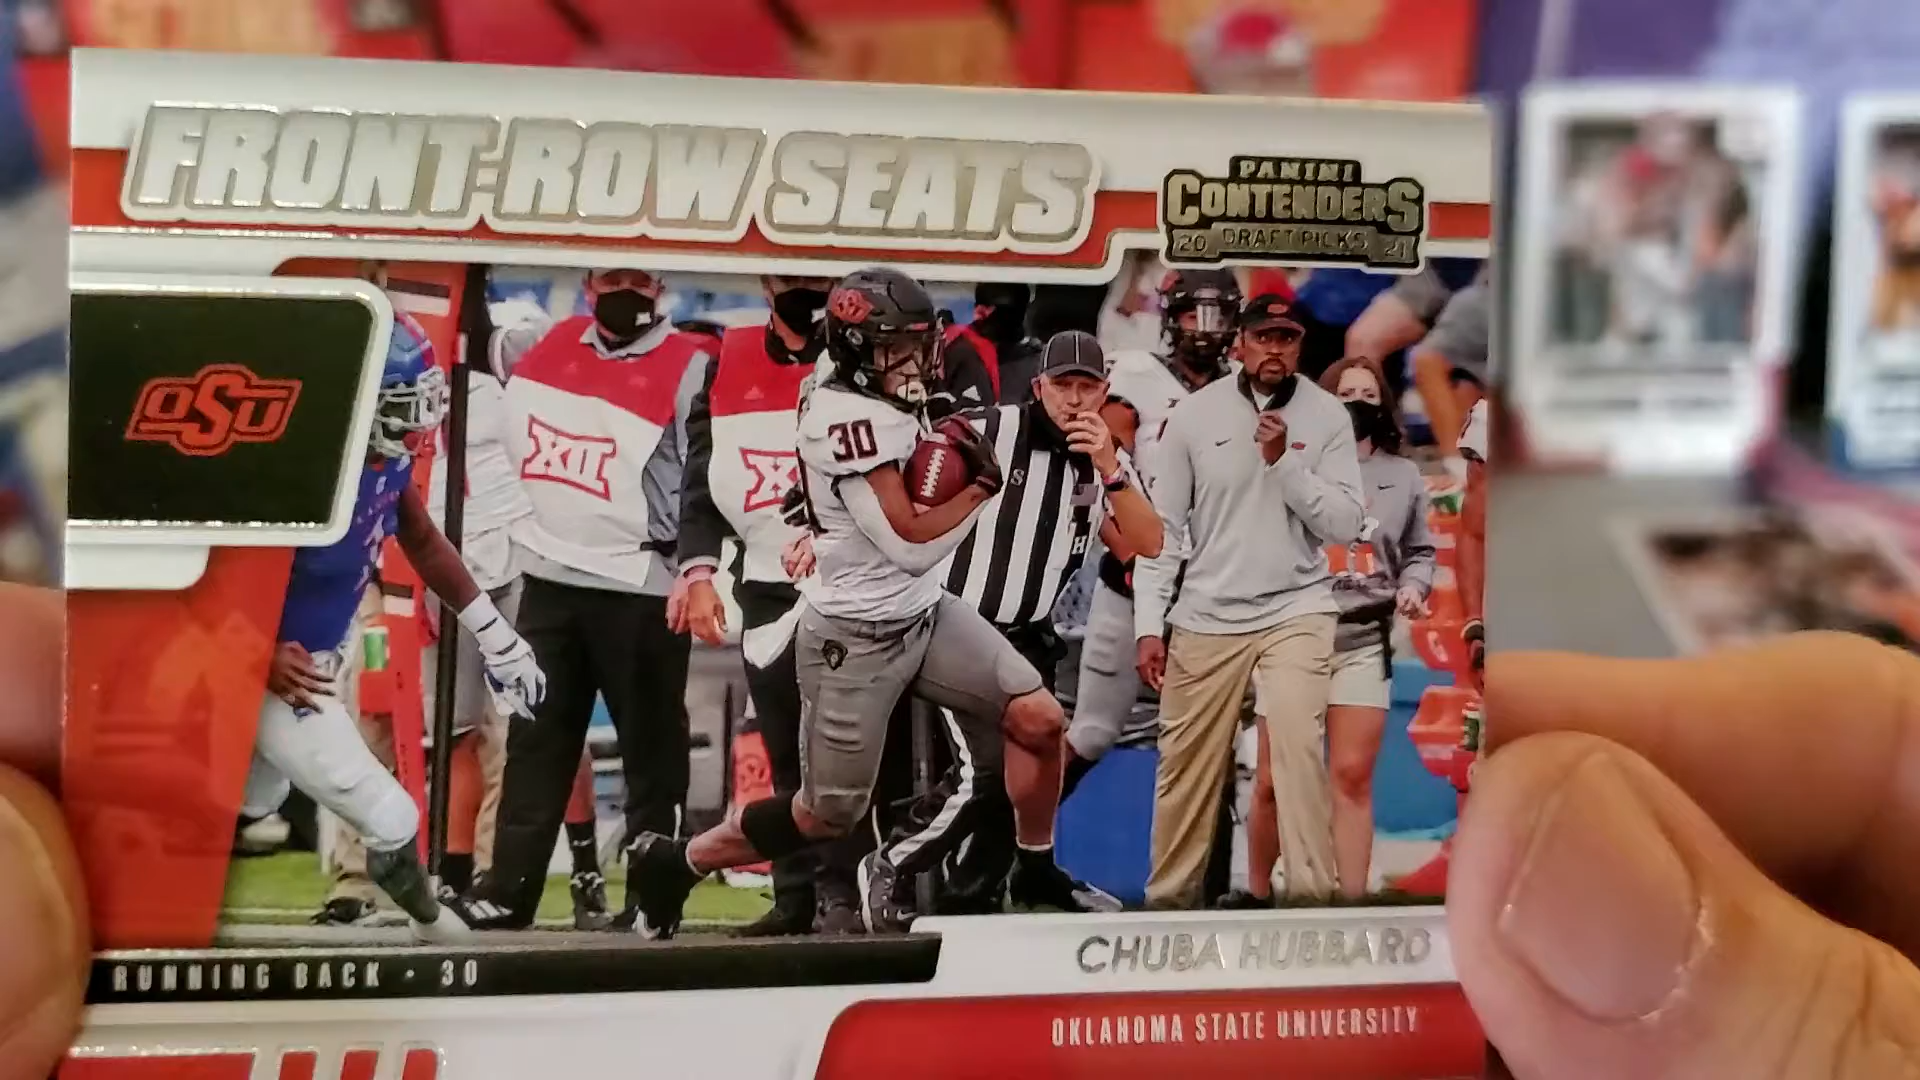 FRONT-ROW SEATS
PANINI
CONTENDERS
20 DRAFT PICKS 21
OSU
XII
30
S
H
RUNNING BACK • 30
CHUBA HUBBARD
OKLAHOMA STATE UNIVERSITY